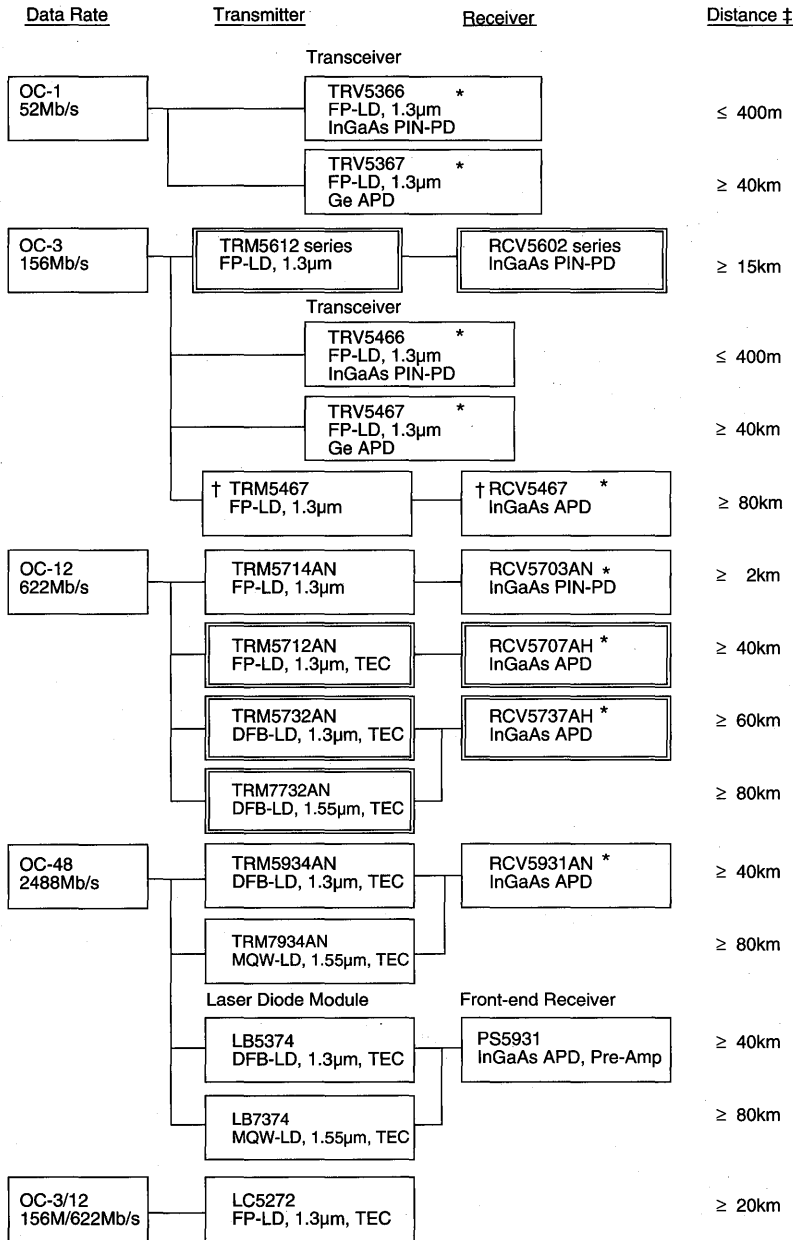 Data Rate Transmitter Receiver Distance ‡
Transceiver
OC-1
52Mb/s
TRV5366 *
FP-LD, 1.3µm
InGaAs PIN-PD
≤ 400m
TRV5367 *
FP-LD, 1.3µm
Ge APD
≥ 40km
OC-3
156Mb/s
TRM5612 series
FP-LD, 1.3µm
RCV5602 series
InGaAs PIN-PD
≥ 15km
Transceiver
TRV5466 *
FP-LD, 1.3µm
InGaAs PIN-PD
≤ 400m
TRV5467 *
FP-LD, 1.3µm
Ge APD
≥ 40km
† TRM5467
FP-LD, 1.3µm
† RCV5467 *
InGaAs APD
≥ 80km
OC-12
622Mb/s
TRM5714AN
FP-LD, 1.3µm
RCV5703AN *
InGaAs PIN-PD
≥ 2km
TRM5712AN
FP-LD, 1.3µm, TEC
RCV5707AH *
InGaAs APD
≥ 40km
TRM5732AN
DFB-LD, 1.3µm, TEC
RCV5737AH *
InGaAs APD
≥ 60km
TRM7732AN
DFB-LD, 1.55µm, TEC
≥ 80km
OC-48
2488Mb/s
TRM5934AN
DFB-LD, 1.3µm, TEC
RCV5931AN *
InGaAs APD
≥ 40km
TRM7934AN
MQW-LD, 1.55µm, TEC
≥ 80km
Laser Diode Module Front-end Receiver
LB5374
DFB-LD, 1.3µm, TEC
PS5931
InGaAs APD, Pre-Amp
≥ 40km
LB7374
MQW-LD, 1.55µm, TEC
≥ 80km
OC-3/12
156M/622Mb/s
LC5272
FP-LD, 1.3µm, TEC
≥ 20km